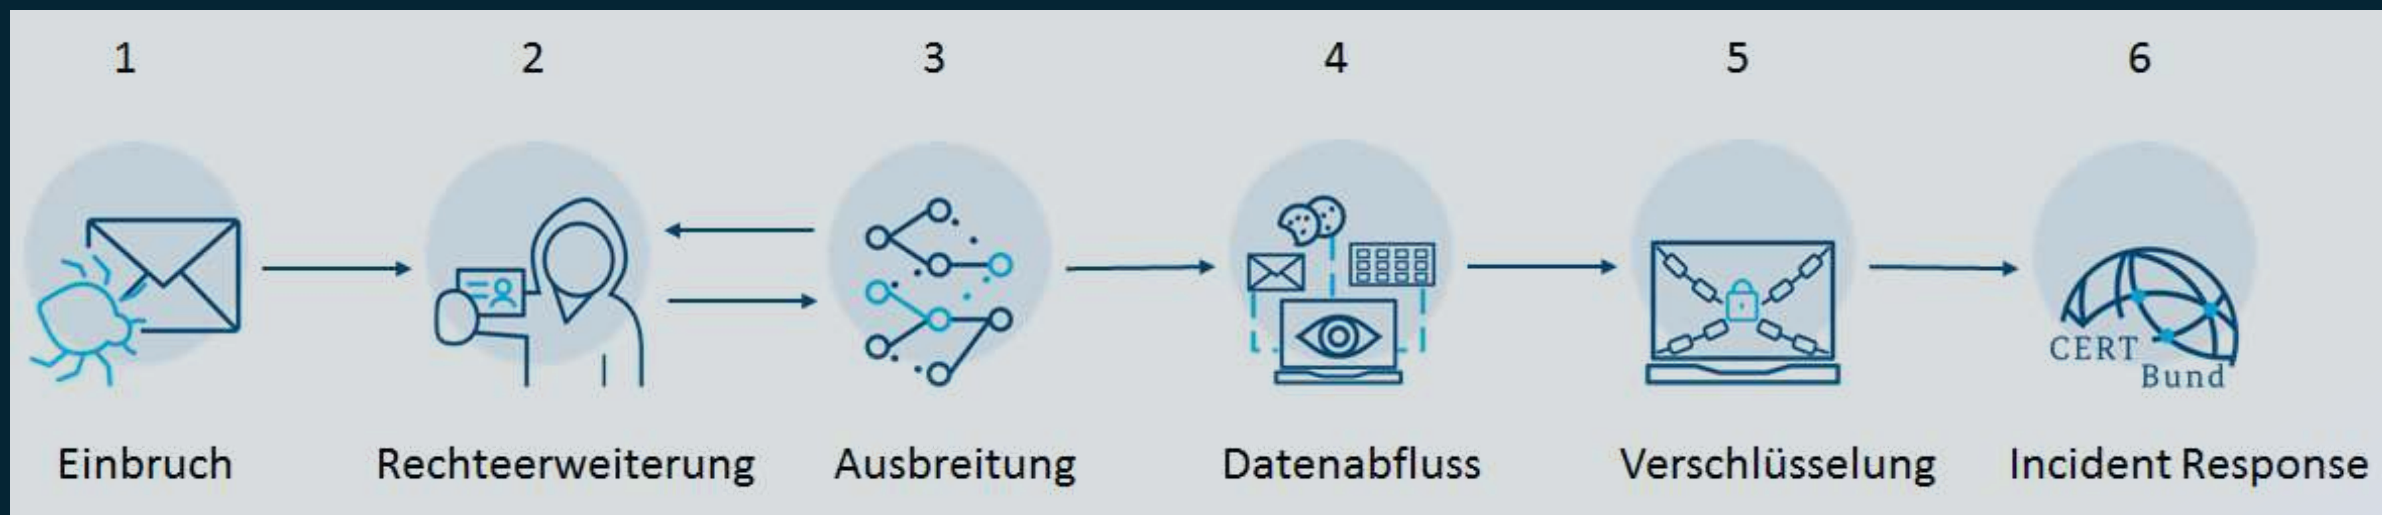 1 2 3 4 5 6
CERT
Bund
Einbruch Rechteerweiterung Ausbreitung Datenabfluss Verschlüsselung Incident Response